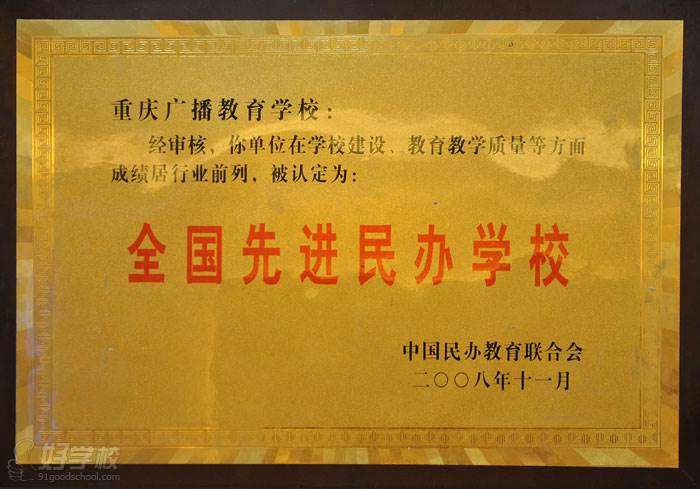 重庆广播教育学校：
经审核，你单位在学校建设、教育教学质量等方面
成绩居行业前列，被认定为：
全国先进民办学校
中国民办教育联合会
二〇〇八年十一月
好学校
91goodschool.com